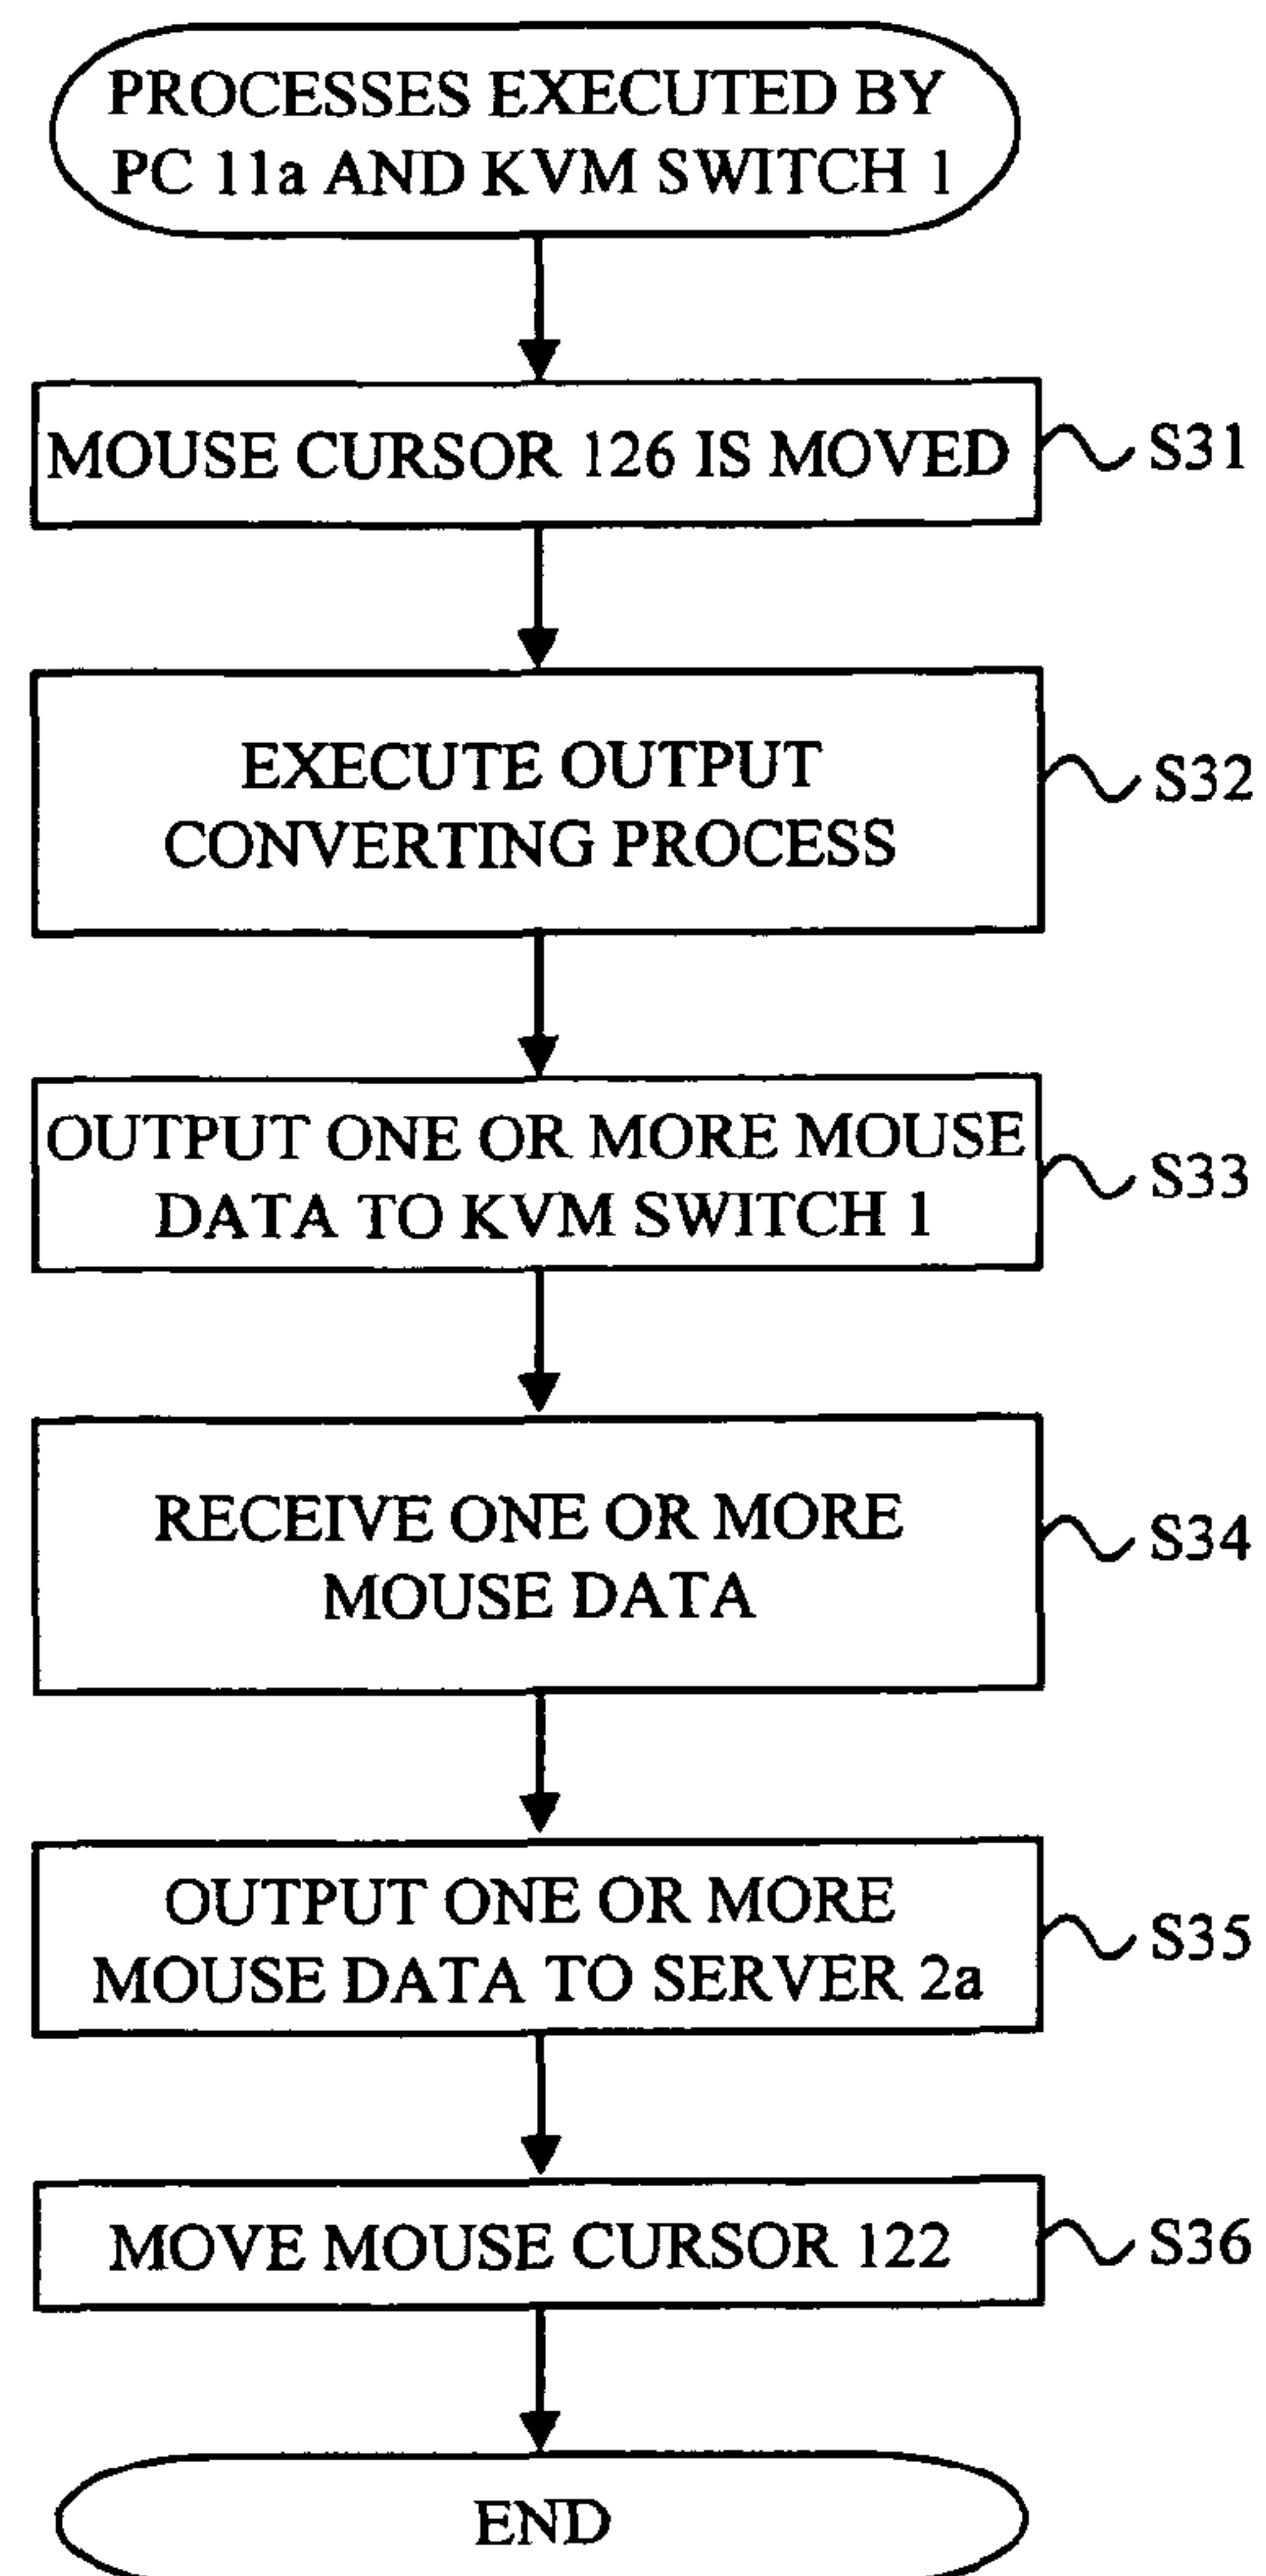 PROCESSES EXECUTED BY
PC 11a AND KVM SWITCH 1
MOUSE CURSOR 126 IS MOVED
S31
EXECUTE OUTPUT
CONVERTING PROCESS
S32
OUTPUT ONE OR MORE MOUSE
DATA TO KVM SWITCH 1
S33
RECEIVE ONE OR MORE
MOUSE DATA
S34
OUTPUT ONE OR MORE
MOUSE DATA TO SERVER 2a
S35
MOVE MOUSE CURSOR 122
S36
END